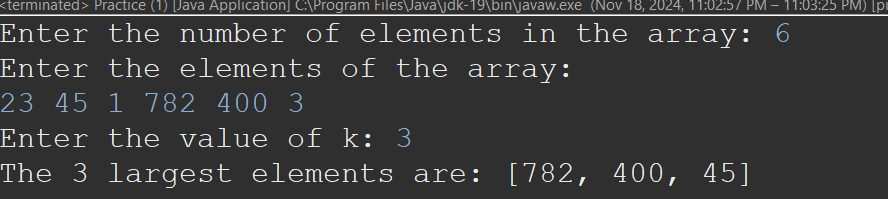 <terminated> Practice (1) [Java Application] C:\Program Files\Java\jdk-19\bin\javaw.exe (Nov 18, 2024, 11:02:57 PM – 11:03:25 PM) [pi
Enter the number of elements in the array: 6
Enter the elements of the array:
23 45 1 782 400 3
Enter the value of k: 3
The 3 largest elements are: [782, 400, 45]